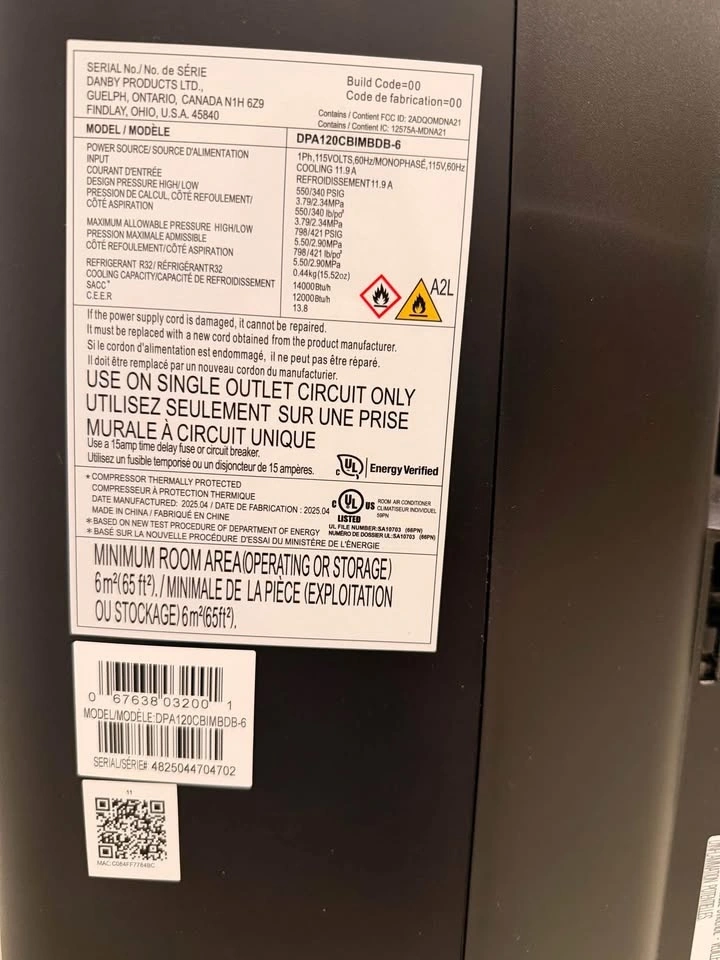 SERIAL No./ No. de SÉRIE
DANBY PRODUCTS LTD.,
GUELPH, ONTARIO, CANADA N1H 6Z9
FINDLAY, OHIO, U.S.A. 45840
Build Code=00
Code de fabrication=00
Contains / Contient FCC ID: 2ADQOMDNA21
Contains / Contient IC: 12575A-MDNA21
MODEL / MODÈLE
DPA120CBIMBDB-6
POWER SOURCE/ SOURCE D'ALIMENTATION
1Ph,115VOLTS,60Hz/MONOPHASÉ,115V,60Hz
INPUT
COOLING 11.9 A
COURANT D'ENTRÉE
REFROIDISSEMENT11.9 A
DESIGN PRESSURE HIGH/ LOW
550/340 PSIG
3.79/2.34MPa
PRESSION DE CALCUL, CÔTÉ REFOULEMENT/
CÔTÉ ASPIRATION
550/340 lb/po²
3.79/2.34MPa
MAXIMUM ALLOWABLE PRESSURE HIGH/LOW
798/421 PSIG
5.50/2.90MPa
PRESSION MAXIMALE ADMISSIBLE
CÔTÉ REFOULEMENT/CÔTÉ ASPIRATION
798/421 lb/po²
5.50/2.90MPa
REFRIGERANT R32/ RÉFRIGÉRANT R32
0.44kg(15.52oz)
COOLING CAPACITY/CAPACITÉ DE REFROIDISSEMENT
14000Btu/h
SACC*
12000Btu/h
C.E.E.R
13.8
A2L
If the power supply cord is damaged, it cannot be repaired.
It must be replaced with a new cord obtained from the product manufacturer.
Si le cordon d'alimentation est endommagé, il ne peut pas être réparé.
Il doit être remplacé par un nouveau cordon du manufacturier.
USE ON SINGLE OUTLET CIRCUIT ONLY
UTILISEZ SEULEMENT SUR UNE PRISE
MURALE À CIRCUIT UNIQUE
Use a 15amp time delay fuse or circuit breaker.
Utilisez un fusible temporisé ou un disjoncteur de 15 ampères.
c UL Energy Verified
* COMPRESSOR THERMALLY PROTECTED
COMPRESSEUR À PROTECTION THERMIQUE
DATE MANUFACTURED: 2025.04 / DATE DE FABRICATION : 2025.04
MADE IN CHINA / FABRIQUÉ EN CHINE
* BASED ON NEW TEST PROCEDURE OF DEPARTMENT OF ENERGY
* BASÉ SUR LA NOUVELLE PROCÉDURE D'ESSAI DU MINISTÈRE DE L'ÉNERGIE
c UL US
LISTED
ROOM AIR CONDITIONER
CLIMATISEUR INDIVIDUEL
59PN
UL FILE NUMBER:SA10703 (66PN)
NUMÉRO DE DOSSIER UL:SA10703 (66PN)
MINIMUM ROOM AREA(OPERATING OR STORAGE)
6 m²(65 ft²). / MINIMALE DE LA PIÈCE (EXPLOITATION
OU STOCKAGE) 6 m²(65ft²).
0 67638 03200 1
MODEL/MODÈLE:DPA120CBIMBDB-6
SERIAL/SÉRIE#: 4825044704702
11
MAC:C084FF7784BC